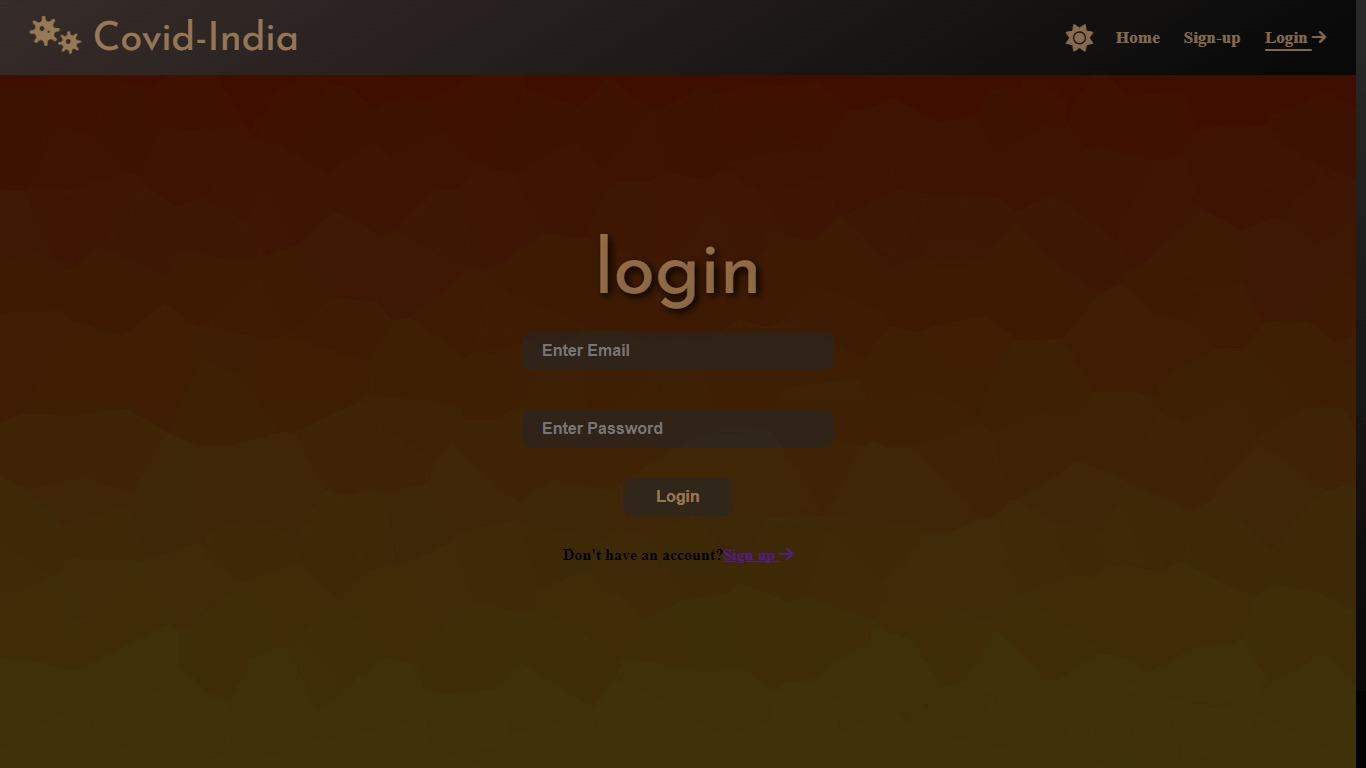 Covid-India
Home
Sign-up
Login
login
Enter Email
Enter Password
Login
Don't have an account?Sign up